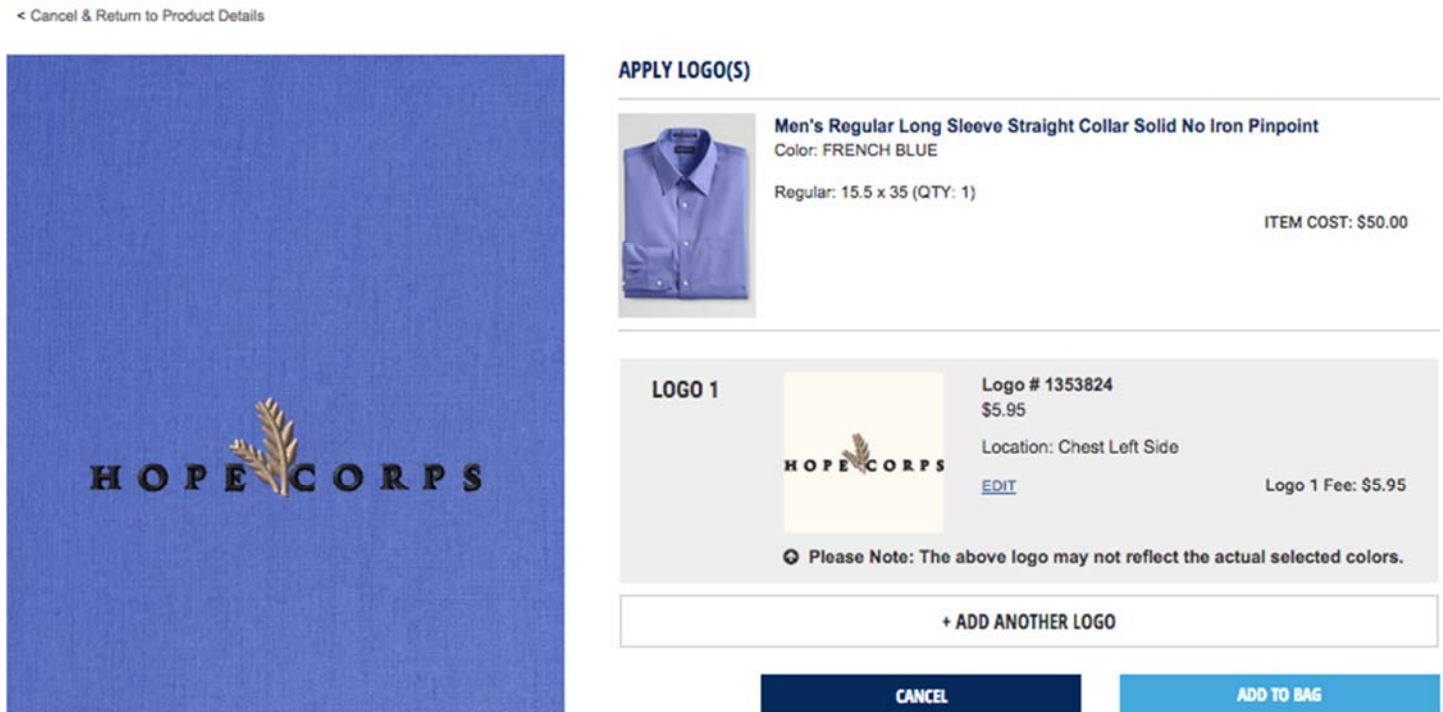 < Cancel & Return to Product Details
HOPE CORPS
APPLY LOGO(S)
Men's Regular Long Sleeve Straight Collar Solid No Iron Pinpoint
Color: FRENCH BLUE
Regular: 15.5 x 35 (QTY: 1)
ITEM COST: $50.00
LOGO 1
HOPE CORPS
Logo # 1353824
$5.95
Location: Chest Left Side
EDIT
Logo 1 Fee: $5.95
Please Note: The above logo may not reflect the actual selected colors.
+ ADD ANOTHER LOGO
CANCEL
ADD TO BAG